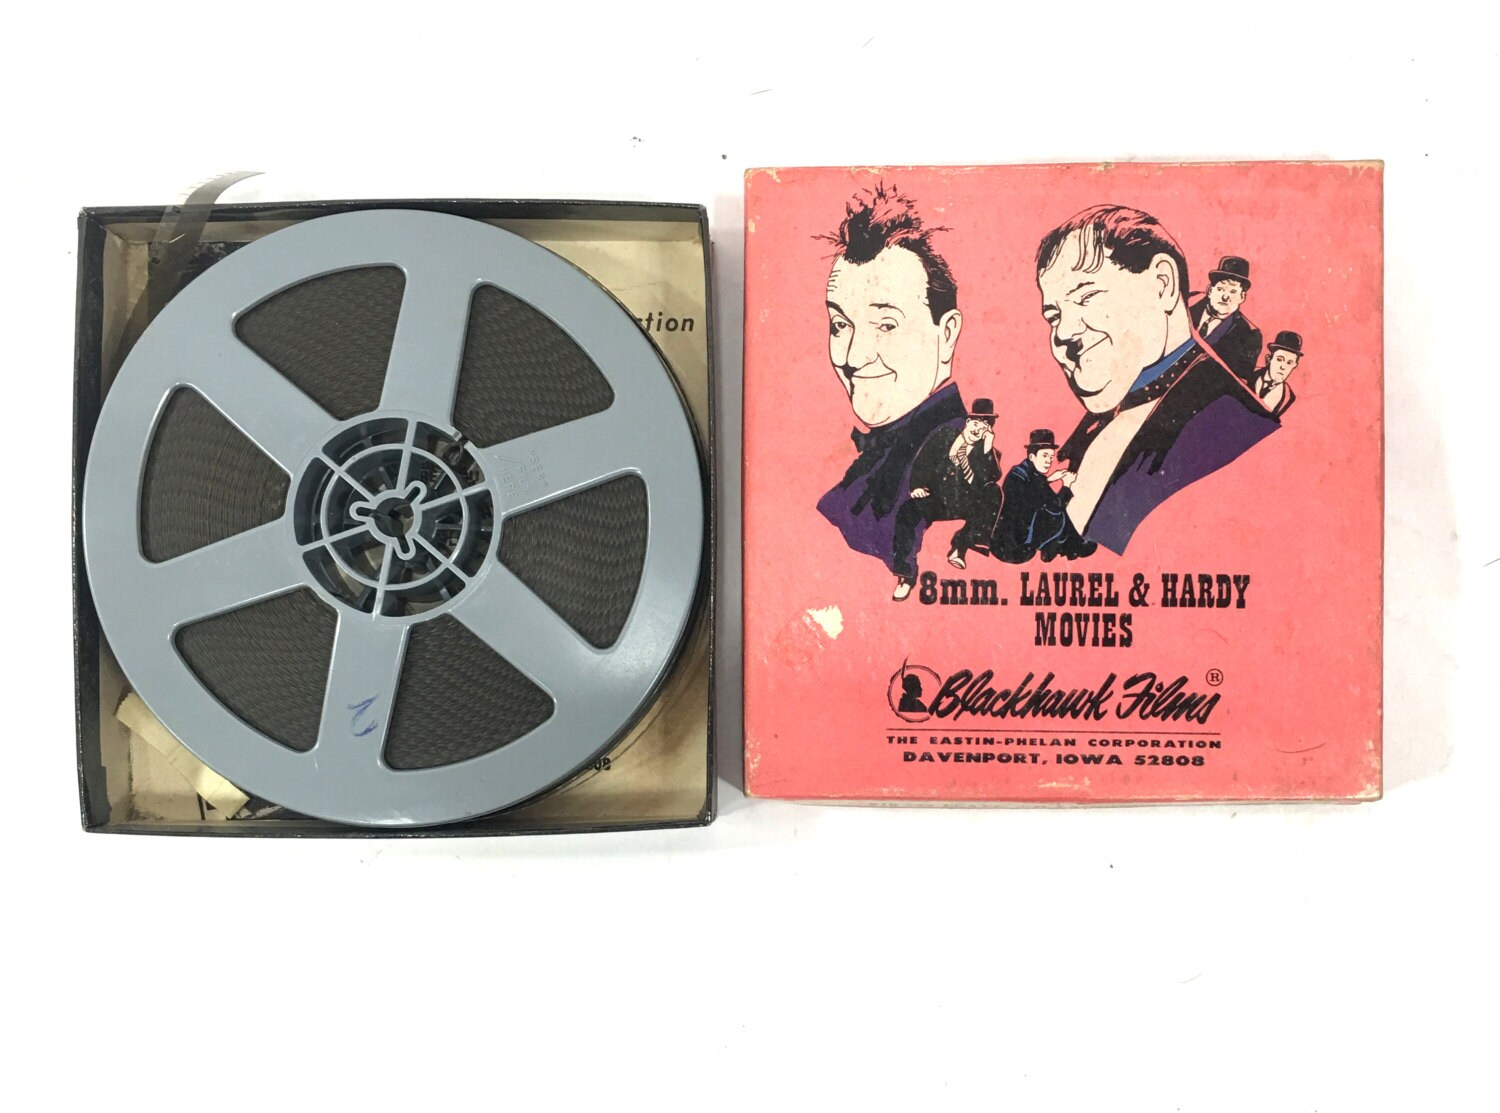 8mm. LAUREL & HARDY
MOVIES
Blackhawk Films ®
THE EASTIN-PHELAN CORPORATION
DAVENPORT, IOWA 52808